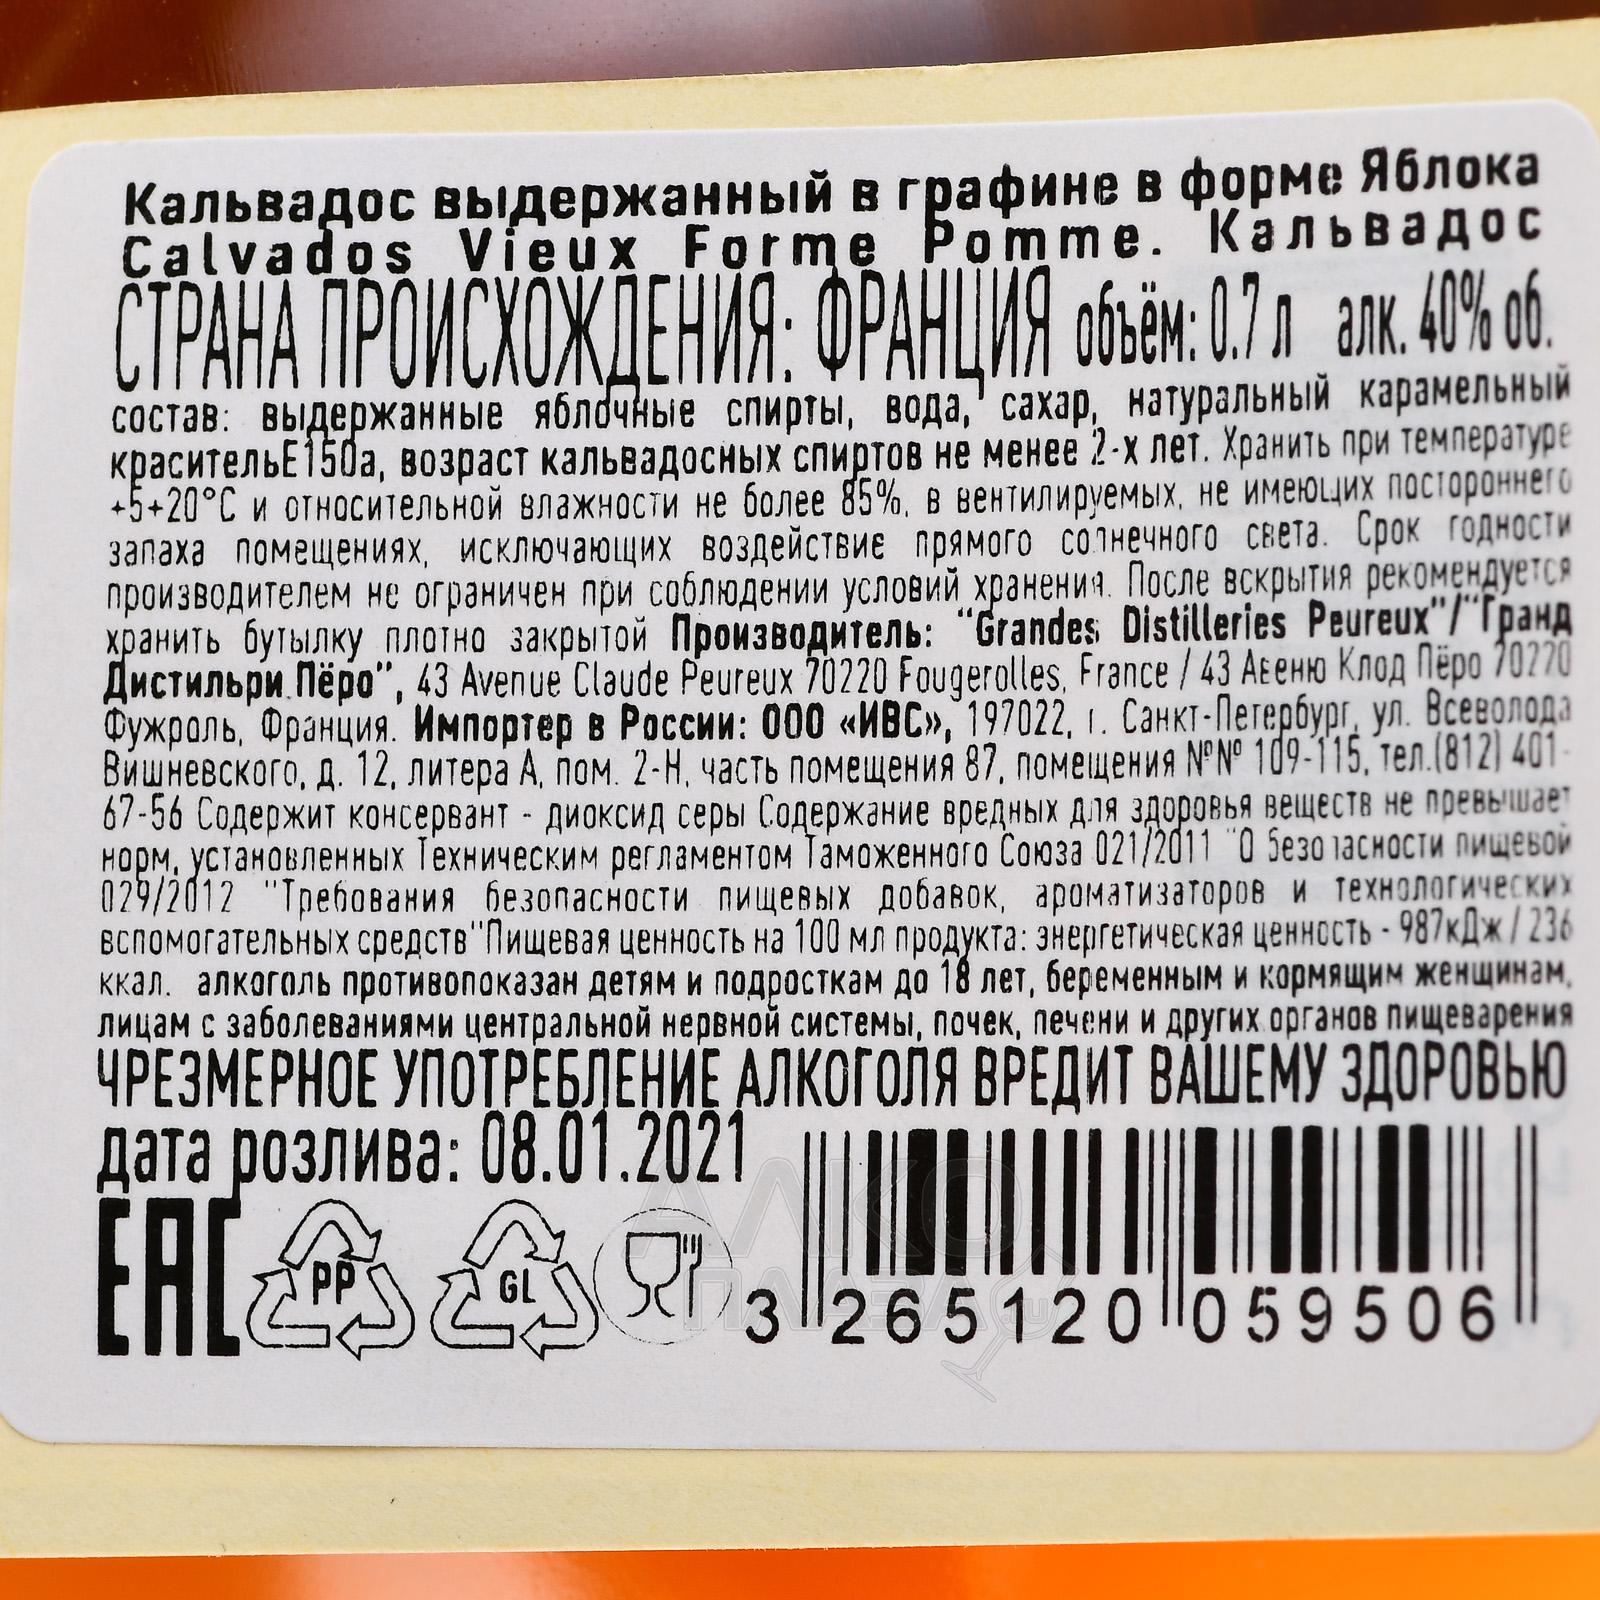 Кальвадос выдержанный в графине в форме Яблока
Calvados Vieux Forme Pomme. Кальвадос
СТРАНА ПРОИСХОЖДЕНИЯ: ФРАНЦИЯ объём: 0.7 л алк. 40% об.
состав: выдержанные яблочные спирты, вода, сахар, натуральный карамельный
краситель Е150а, возраст кальвадосных спиртов не менее 2-х лет. Хранить при температуре
+5+20°С и относительной влажности не более 85%, в вентилируемых, не имеющих постороннего
запаха помещениях, исключающих воздействие прямого солнечного света. Срок годности
производителем не ограничен при соблюдении условий хранения. После вскрытия рекомендуется
хранить бутылку плотно закрытой Производитель: "Grandes Distilleries Peureux"/"Гранд
Дистильри Пёро", 43 Avenue Claude Peureux 70220 Fougerolles, France / 43 Авеню Клод Пёро 70220
Фужроль, Франция. Импортер в России: ООО «ИВС», 197022, г. Санкт-Петербург, ул. Всеволода
Вишневского, д. 12, литера А, пом. 2-Н, часть помещения 87, помещения №№ 109-115, тел.(812) 401-
67-56 Содержит консервант - диоксид серы Содержание вредных для здоровья веществ не превышает
норм, установленных Техническим регламентом Таможенного Союза 021/2011 "О безопасности пищевой
029/2012 "Требования безопасности пищевых добавок, ароматизаторов и технологических
вспомогательных средств"Пищевая ценность на 100 мл продукта: энергетическая ценность - 987кДж / 236
ккал. алкоголь противопоказан детям и подросткам до 18 лет, беременным и кормящим женщинам,
лицам с заболеваниями центральной нервной системы, почек, печени и других органов пищеварения
ЧРЕЗМЕРНОЕ УПОТРЕБЛЕНИЕ АЛКОГОЛЯ ВРЕДИТ ВАШЕМУ ЗДОРОВЬЮ
дата розлива: 08.01.2021
ЕАС PP GL 3 265120 059506
АЛКО
ПЛАЗА.ru